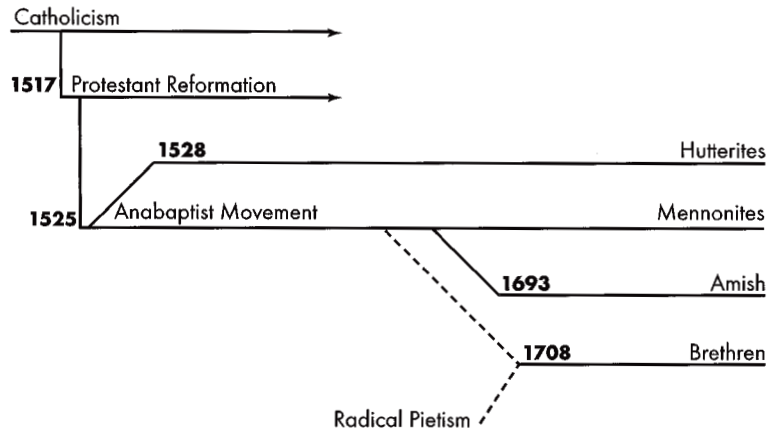 Catholicism
1517 Protestant Reformation
1528 Hutterites
1525 Anabaptist Movement Mennonites
1693 Amish
1708 Brethren
Radical Pietism